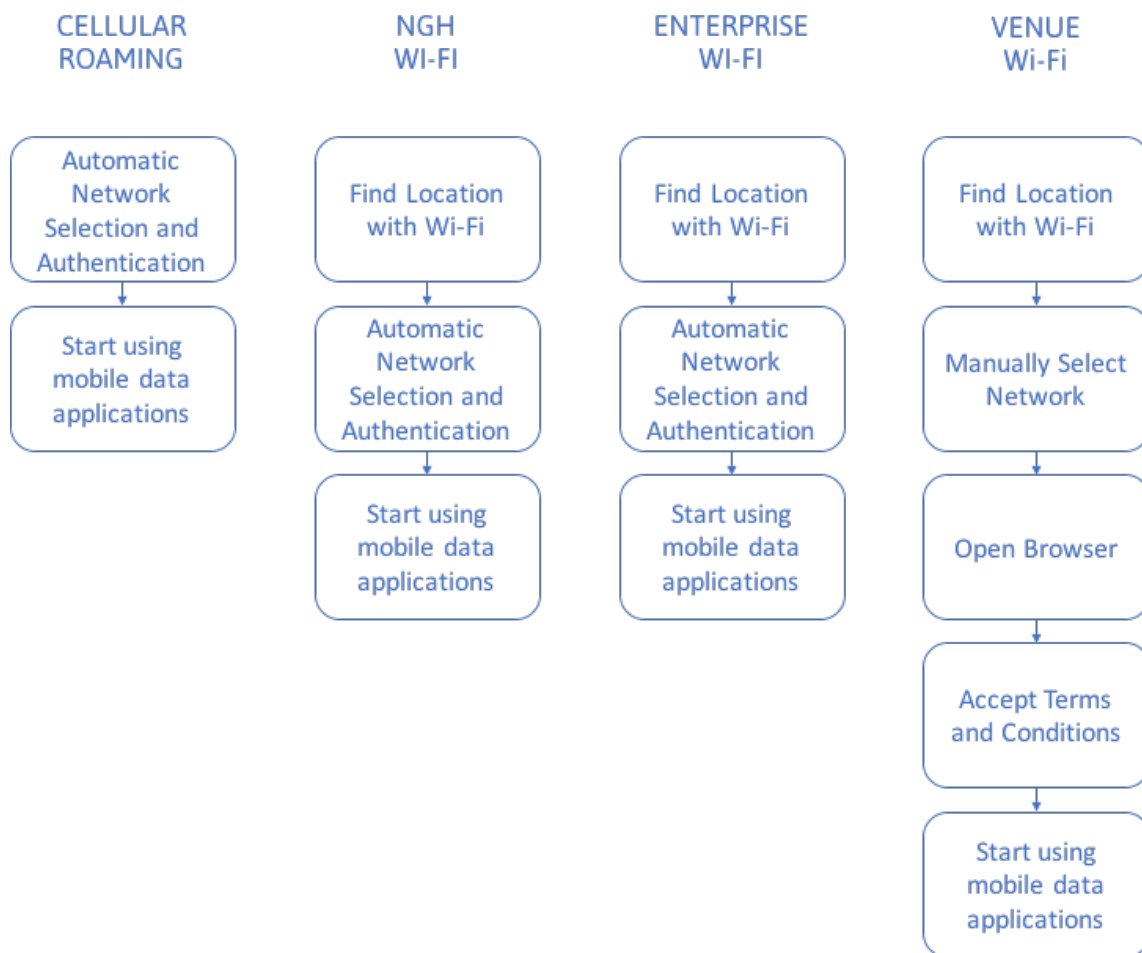 CELLULAR
ROAMING
NGH
WI-FI
ENTERPRISE
WI-FI
VENUE
Wi-Fi
Automatic
Network
Selection and
Authentication
Start using
mobile data
applications
Find Location
with Wi-Fi
Automatic
Network
Selection and
Authentication
Start using
mobile data
applications
Find Location
with Wi-Fi
Automatic
Network
Selection and
Authentication
Start using
mobile data
applications
Find Location
with Wi-Fi
Manually Select
Network
Open Browser
Accept Terms
and Conditions
Start using
mobile data
applications